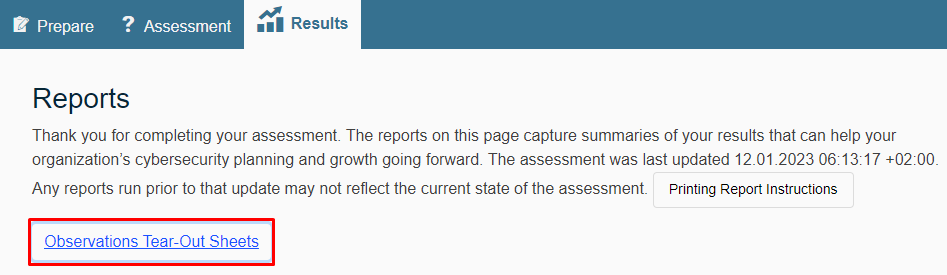 Prepare
? Assessment
Results
Reports
Thank you for completing your assessment. The reports on this page capture summaries of your results that can help your
organization’s cybersecurity planning and growth going forward. The assessment was last updated 12.01.2023 06:13:17 +02:00.
Any reports run prior to that update may not reflect the current state of the assessment. Printing Report Instructions
Observations Tear-Out Sheets